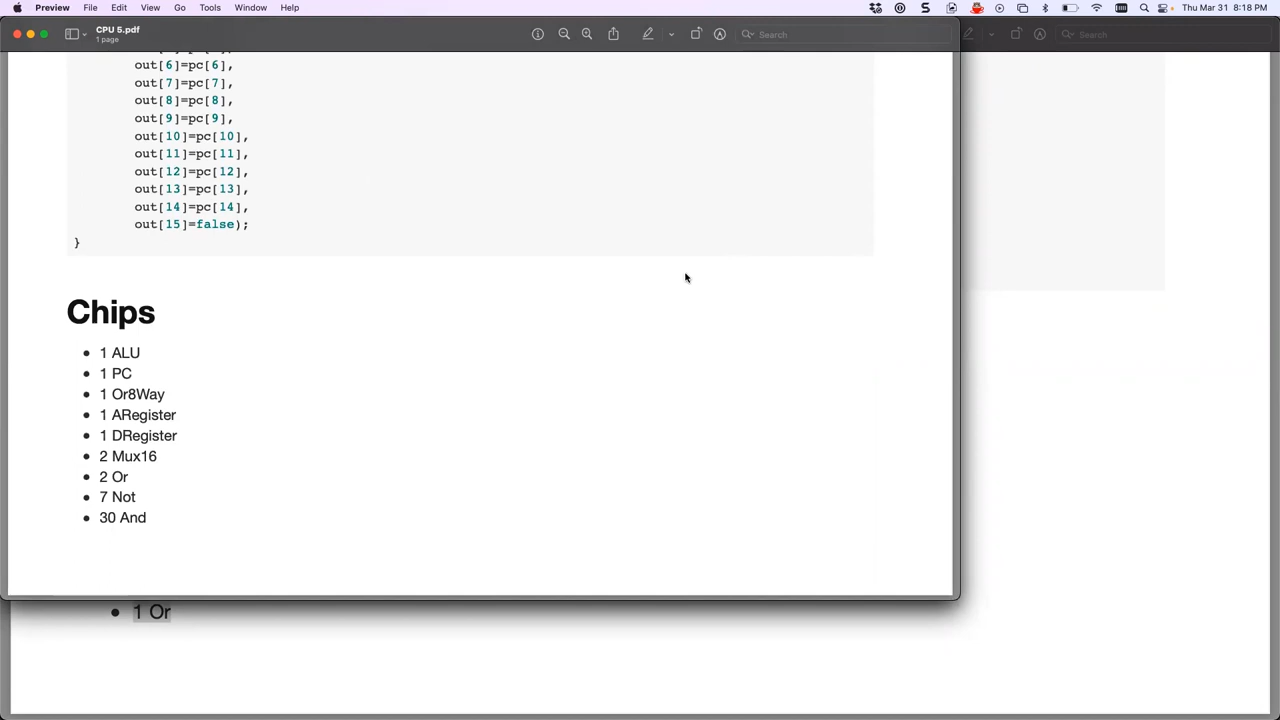 Preview File Edit View Go Tools Window Help Thu Mar 31 8:18 PM
CPU 5.pdf
1 page
Search
Search
out[6]=pc[6],
out[7]=pc[7],
out[8]=pc[8],
out[9]=pc[9],
out[10]=pc[10],
out[11]=pc[11],
out[12]=pc[12],
out[13]=pc[13],
out[14]=pc[14],
out[15]=false);
}
Chips
• 1 ALU
• 1 PC
• 1 Or8Way
• 1 ARegister
• 1 DRegister
• 2 Mux16
• 2 Or
• 7 Not
• 30 And
• 1 Or